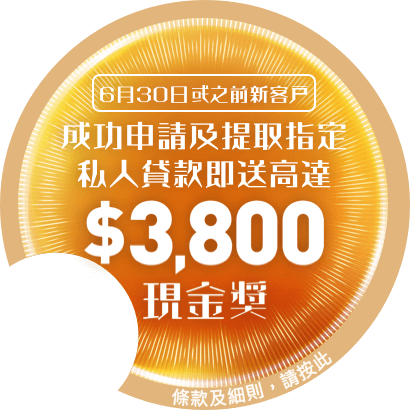 6月30日或之前新客戶
成功申請及提取指定
私人貸款即送高達
$3,800
現金獎
條款及細則，請按此